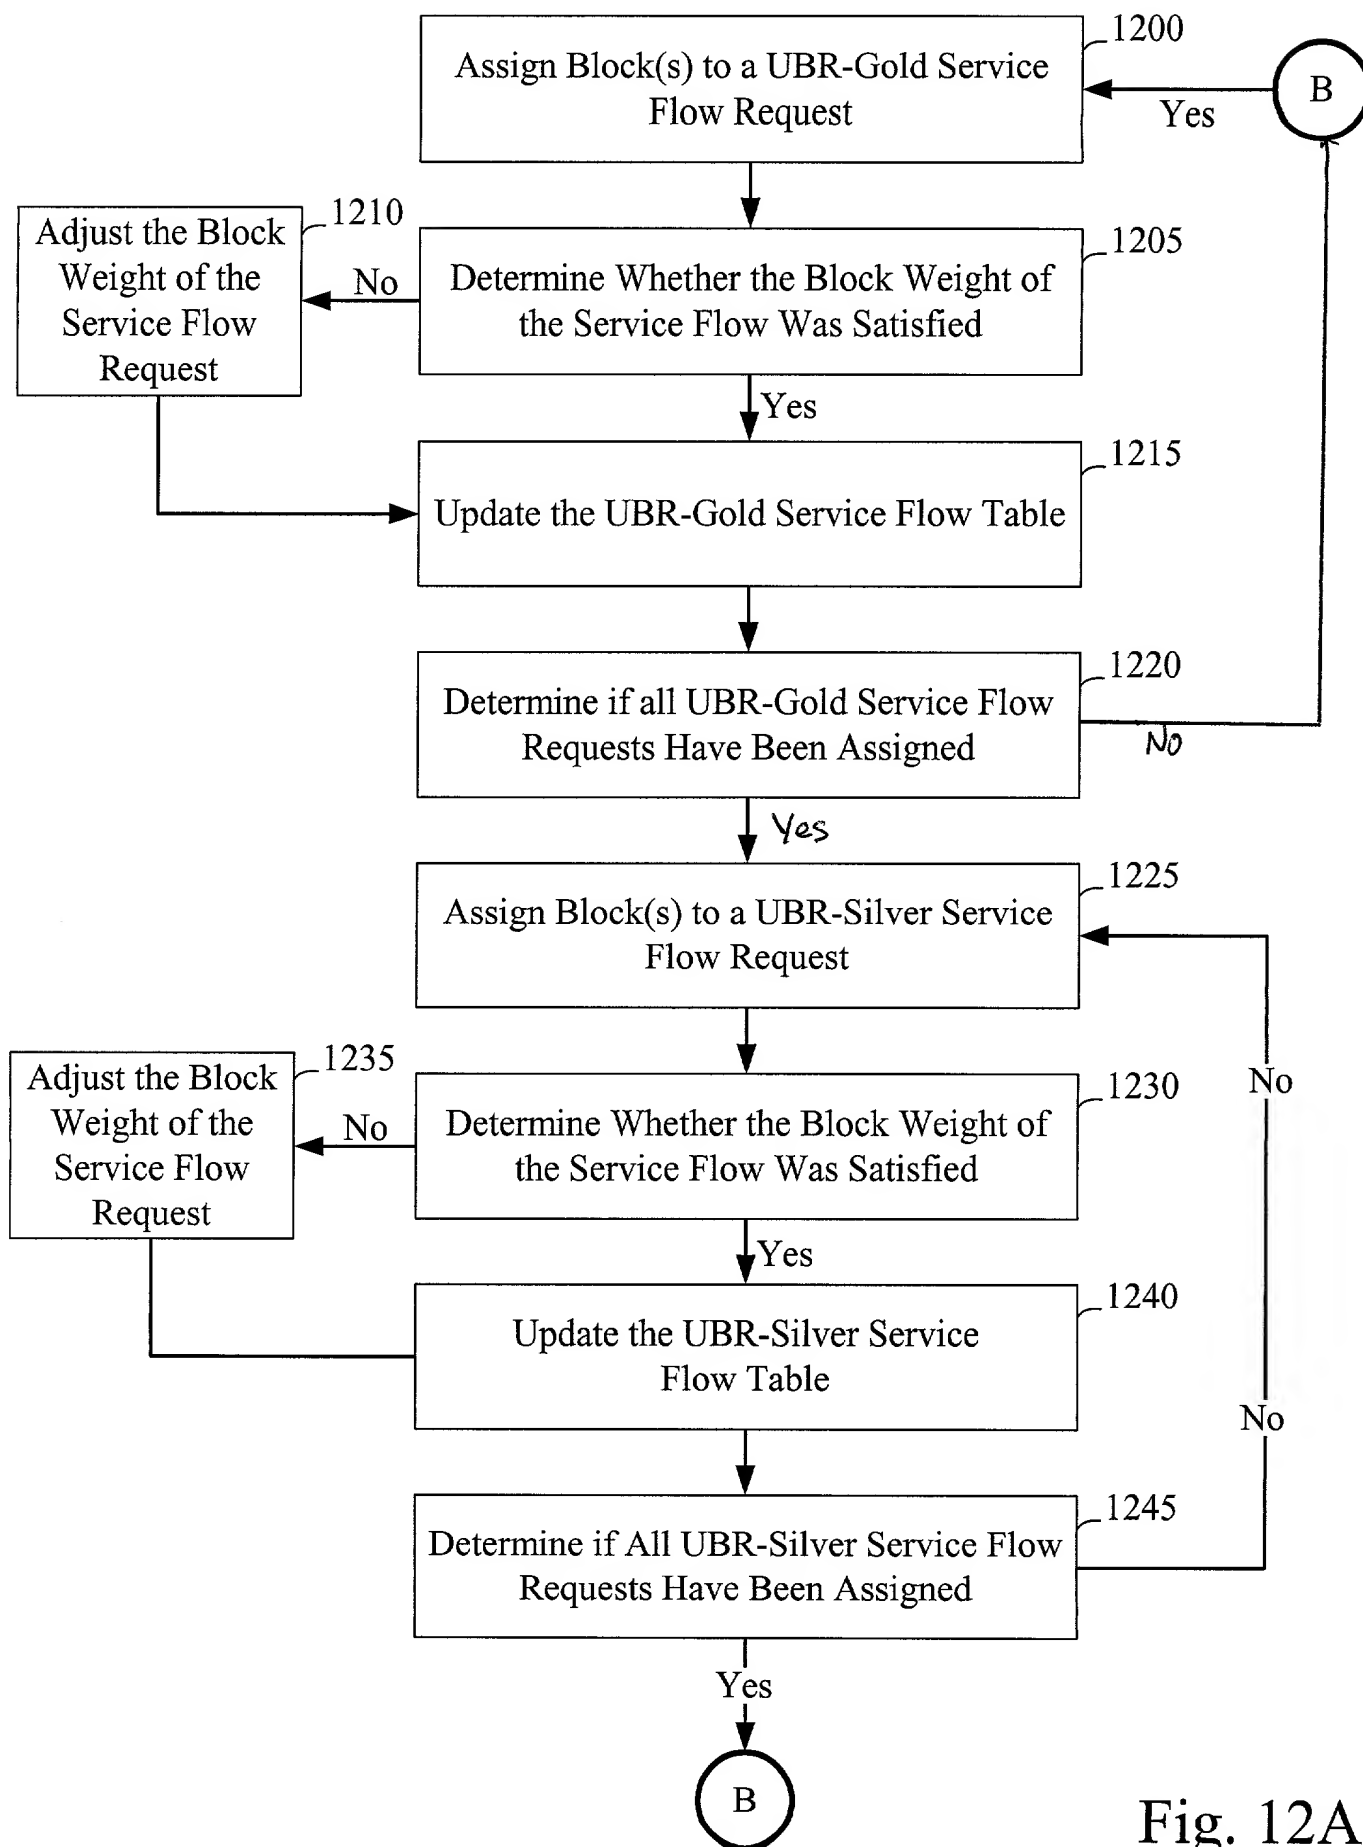 1200
Assign Block(s) to a UBR-Gold Service
Flow Request
B
Yes
1210
Adjust the Block
Weight of the
Service Flow
Request
No
1205
Determine Whether the Block Weight of
the Service Flow Was Satisfied
Yes
1215
Update the UBR-Gold Service Flow Table
1220
Determine if all UBR-Gold Service Flow
Requests Have Been Assigned
No
Yes
1225
Assign Block(s) to a UBR-Silver Service
Flow Request
1235
Adjust the Block
Weight of the
Service Flow
Request
No
1230
Determine Whether the Block Weight of
the Service Flow Was Satisfied
No
Yes
1240
Update the UBR-Silver Service
Flow Table
No
1245
Determine if All UBR-Silver Service Flow
Requests Have Been Assigned
Yes
B
Fig. 12A